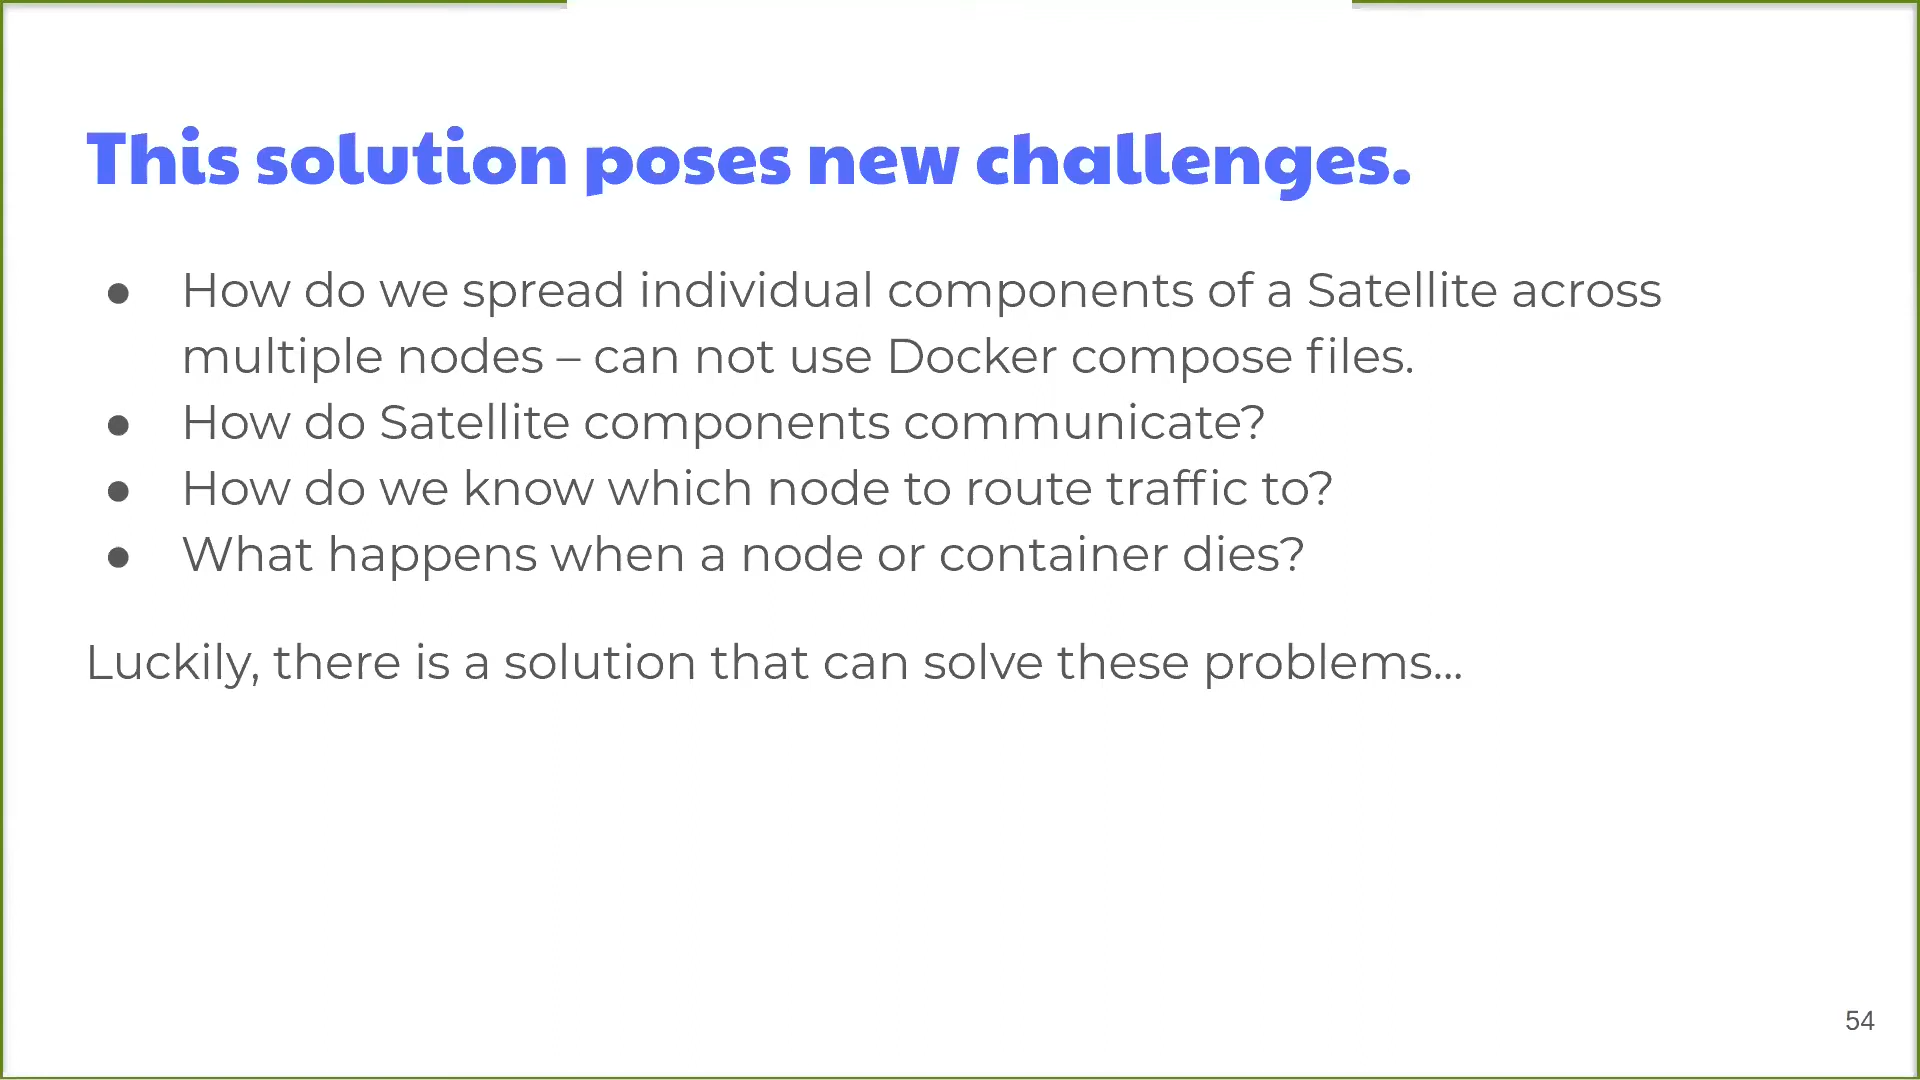 This solution poses new challenges.
● How do we spread individual components of a Satellite across
multiple nodes – can not use Docker compose files.
● How do Satellite components communicate?
● How do we know which node to route traffic to?
● What happens when a node or container dies?
Luckily, there is a solution that can solve these problems…
54